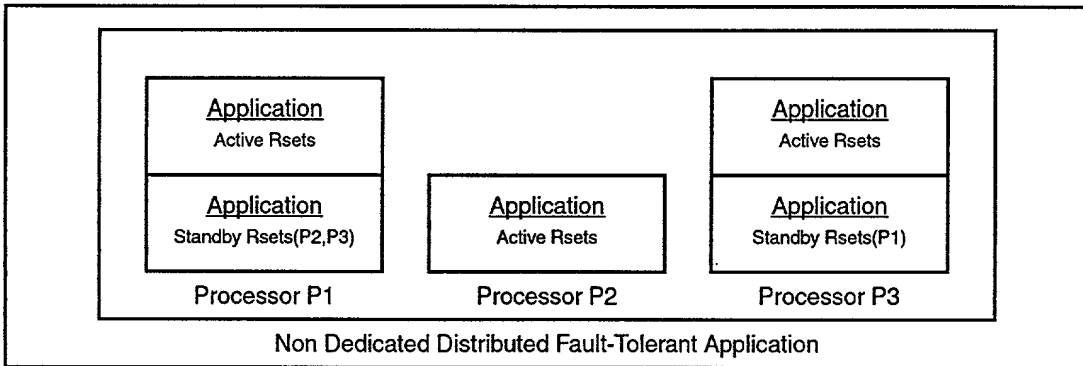 Application
Active Rsets
Application
Standby Rsets(P2,P3)
Processor P1
Application
Active Rsets
Processor P2
Application
Active Rsets
Application
Standby Rsets(P1)
Processor P3
Non Dedicated Distributed Fault-Tolerant Application